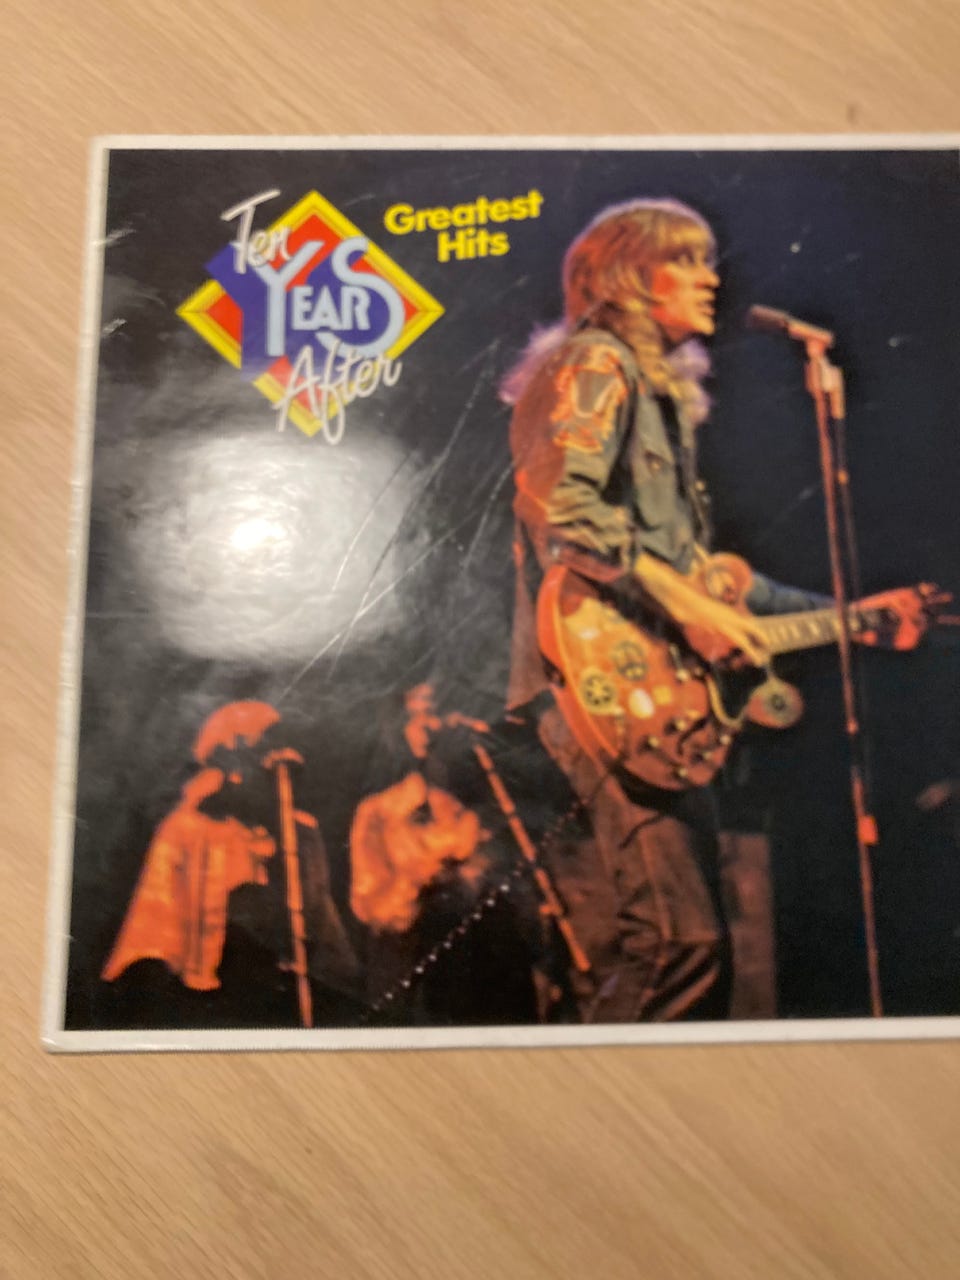 Ten
YEARS
After
Greatest
Hits